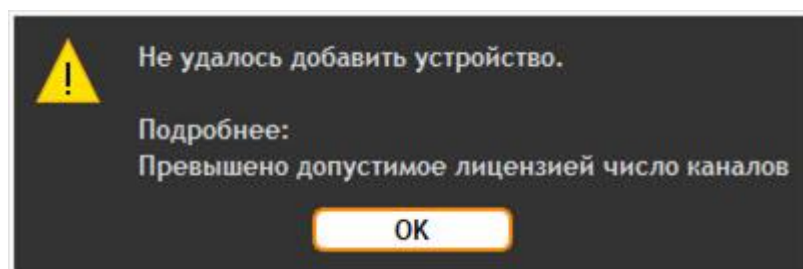 Не удалось добавить устройство.
Подробнее:
Превышено допустимое лицензией число каналов
OK